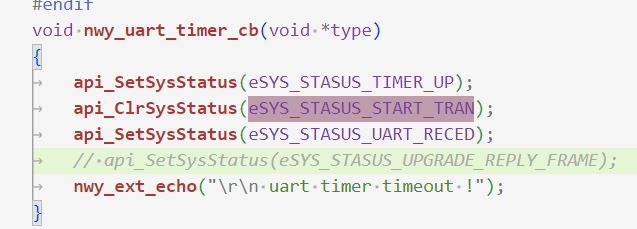 #endif
void nwy_uart_timer_cb(void *type)
{
api_SetSysStatus(eSYS_STASUS_TIMER_UP);
api_ClrSysStatus(eSYS_STASUS_START_TRAN);
api_SetSysStatus(eSYS_STASUS_UART_RECED);
// api_SetSysStatus(eSYS_STASUS_UPGRADE_REPLY_FRAME);
nwy_ext_echo("\r\n uart timer timeout !");
}